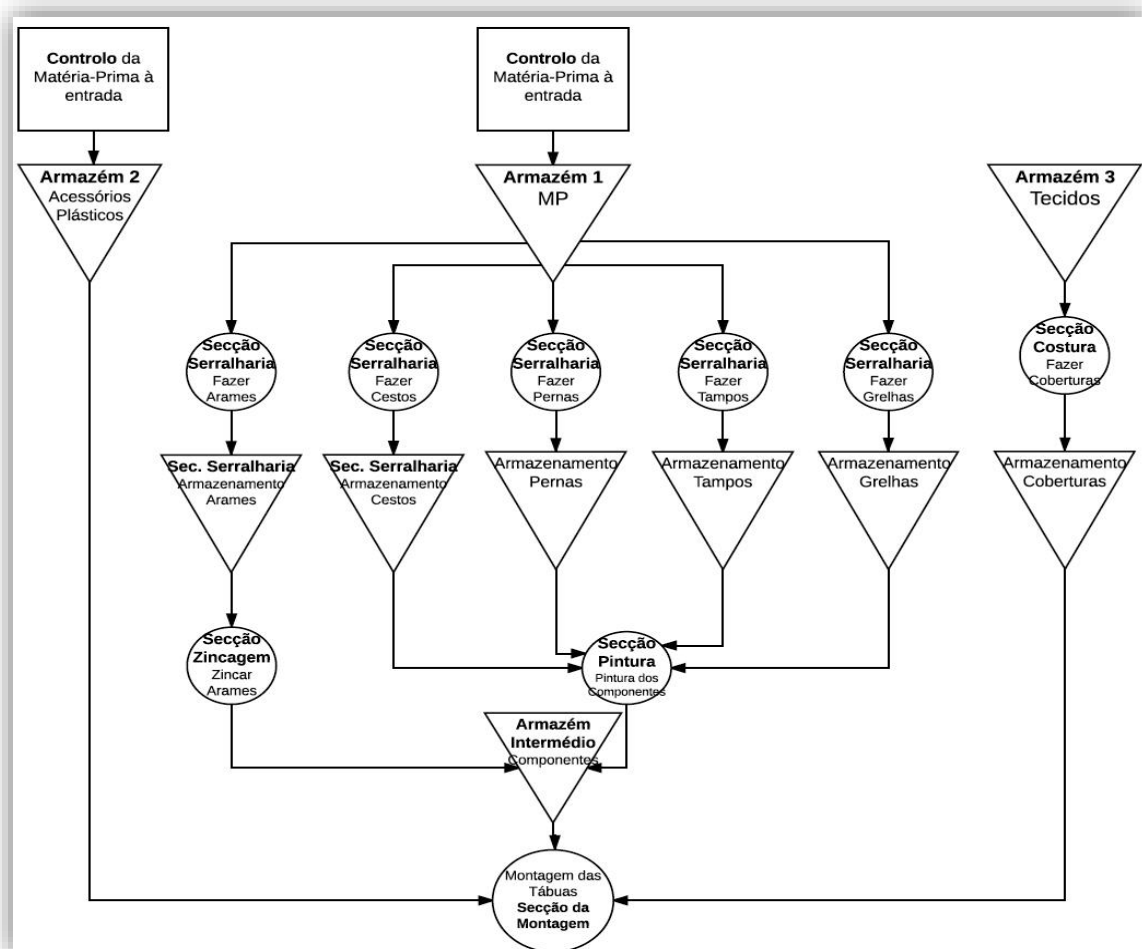 Controlo da
Matéria-Prima à
entrada
Controlo da
Matéria-Prima à
entrada
Armazém 2
Acessórios
Plásticos
Armazém 1
MP
Armazém 3
Tecidos
Secção
Serralharia
Fazer
Arames
Secção
Serralharia
Fazer
Cestos
Secção
Serralharia
Fazer
Pernas
Secção
Serralharia
Fazer
Tampos
Secção
Serralharia
Fazer
Grelhas
Secção
Costura
Fazer
Coberturas
Sec. Serralharia
Armazenamento
Arames
Sec. Serralharia
Armazenamento
Cestos
Armazenamento
Pernas
Armazenamento
Tampos
Armazenamento
Grelhas
Armazenamento
Coberturas
Secção
Zincagem
Zincar
Arames
Secção
Pintura
Pintura dos
Componentes
Armazém
Intermédio
Componentes
Montagem das
Tábuas
Secção da
Montagem